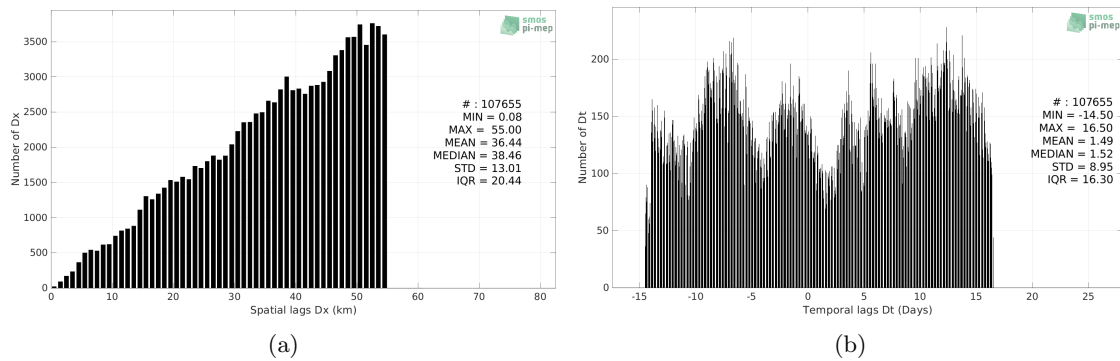 smos
pi-mep
3500
3000
2500
2000
1500
1000
500
0
Number of Dx
# : 107655
MIN = 0.08
MAX = 55.00
MEAN = 36.44
MEDIAN = 38.46
STD = 13.01
IQR = 20.44
0 10 20 30 40 50 60 70 80
Spatial lags Dx (km)
(a)
smos
pi-mep
200
150
100
50
0
Number of Dt
# : 107655
MIN = -14.50
MAX = 16.50
MEAN = 1.49
MEDIAN = 1.52
STD = 8.95
IQR = 16.30
-15 -10 -5 0 5 10 15 20 25
Temporal lags Dt (Days)
(b)